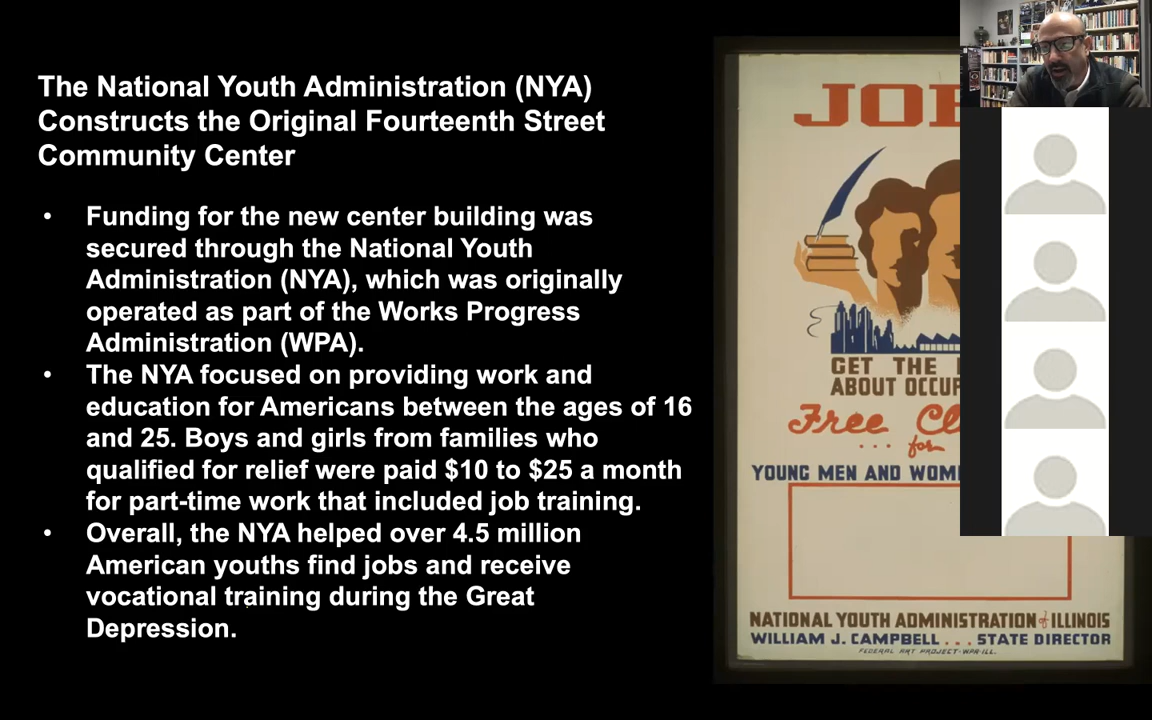 The National Youth Administration (NYA)
Constructs the Original Fourteenth Street
Community Center
• Funding for the new center building was
secured through the National Youth
Administration (NYA), which was originally
operated as part of the Works Progress
Administration (WPA).
• The NYA focused on providing work and
education for Americans between the ages of 16
and 25. Boys and girls from families who
qualified for relief were paid $10 to $25 a month
for part-time work that included job training.
• Overall, the NYA helped over 4.5 million
American youths find jobs and receive
vocational training during the Great
Depression.
GET THE
Free
... for
YOUNG MEN AND
NATIONAL YOUTH ADMINISTRATION of ILLINOIS
WILLIAM J. CAMPBELL ... STATE DIRECTOR
FEDERAL ART PROJECT-WPA-ILL.